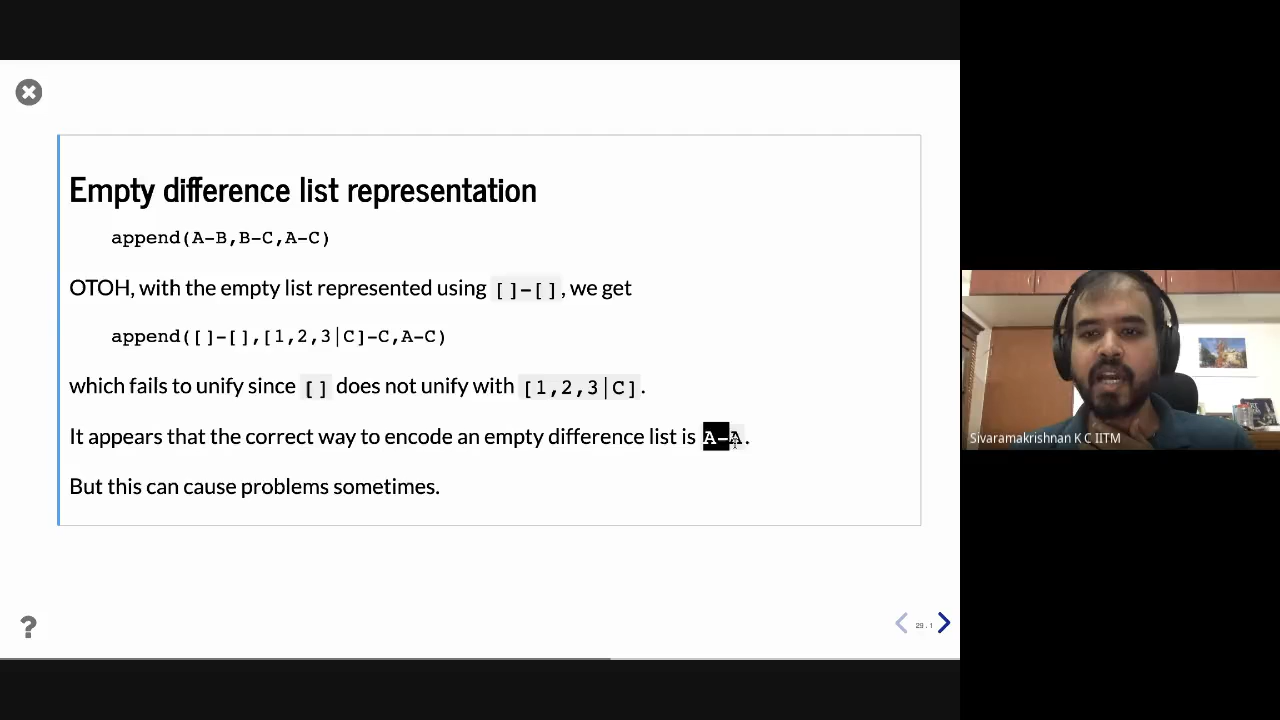 Empty difference list representation
append(A-B,B-C,A-C)
OTOH, with the empty list represented using []-[], we get
append([]-[],[1,2,3|C]-C,A-C)
which fails to unify since [] does not unify with [1,2,3|C].
It appears that the correct way to encode an empty difference list is A-A.
But this can cause problems sometimes.
?
29.1
Sivaramakrishnan K C IITM